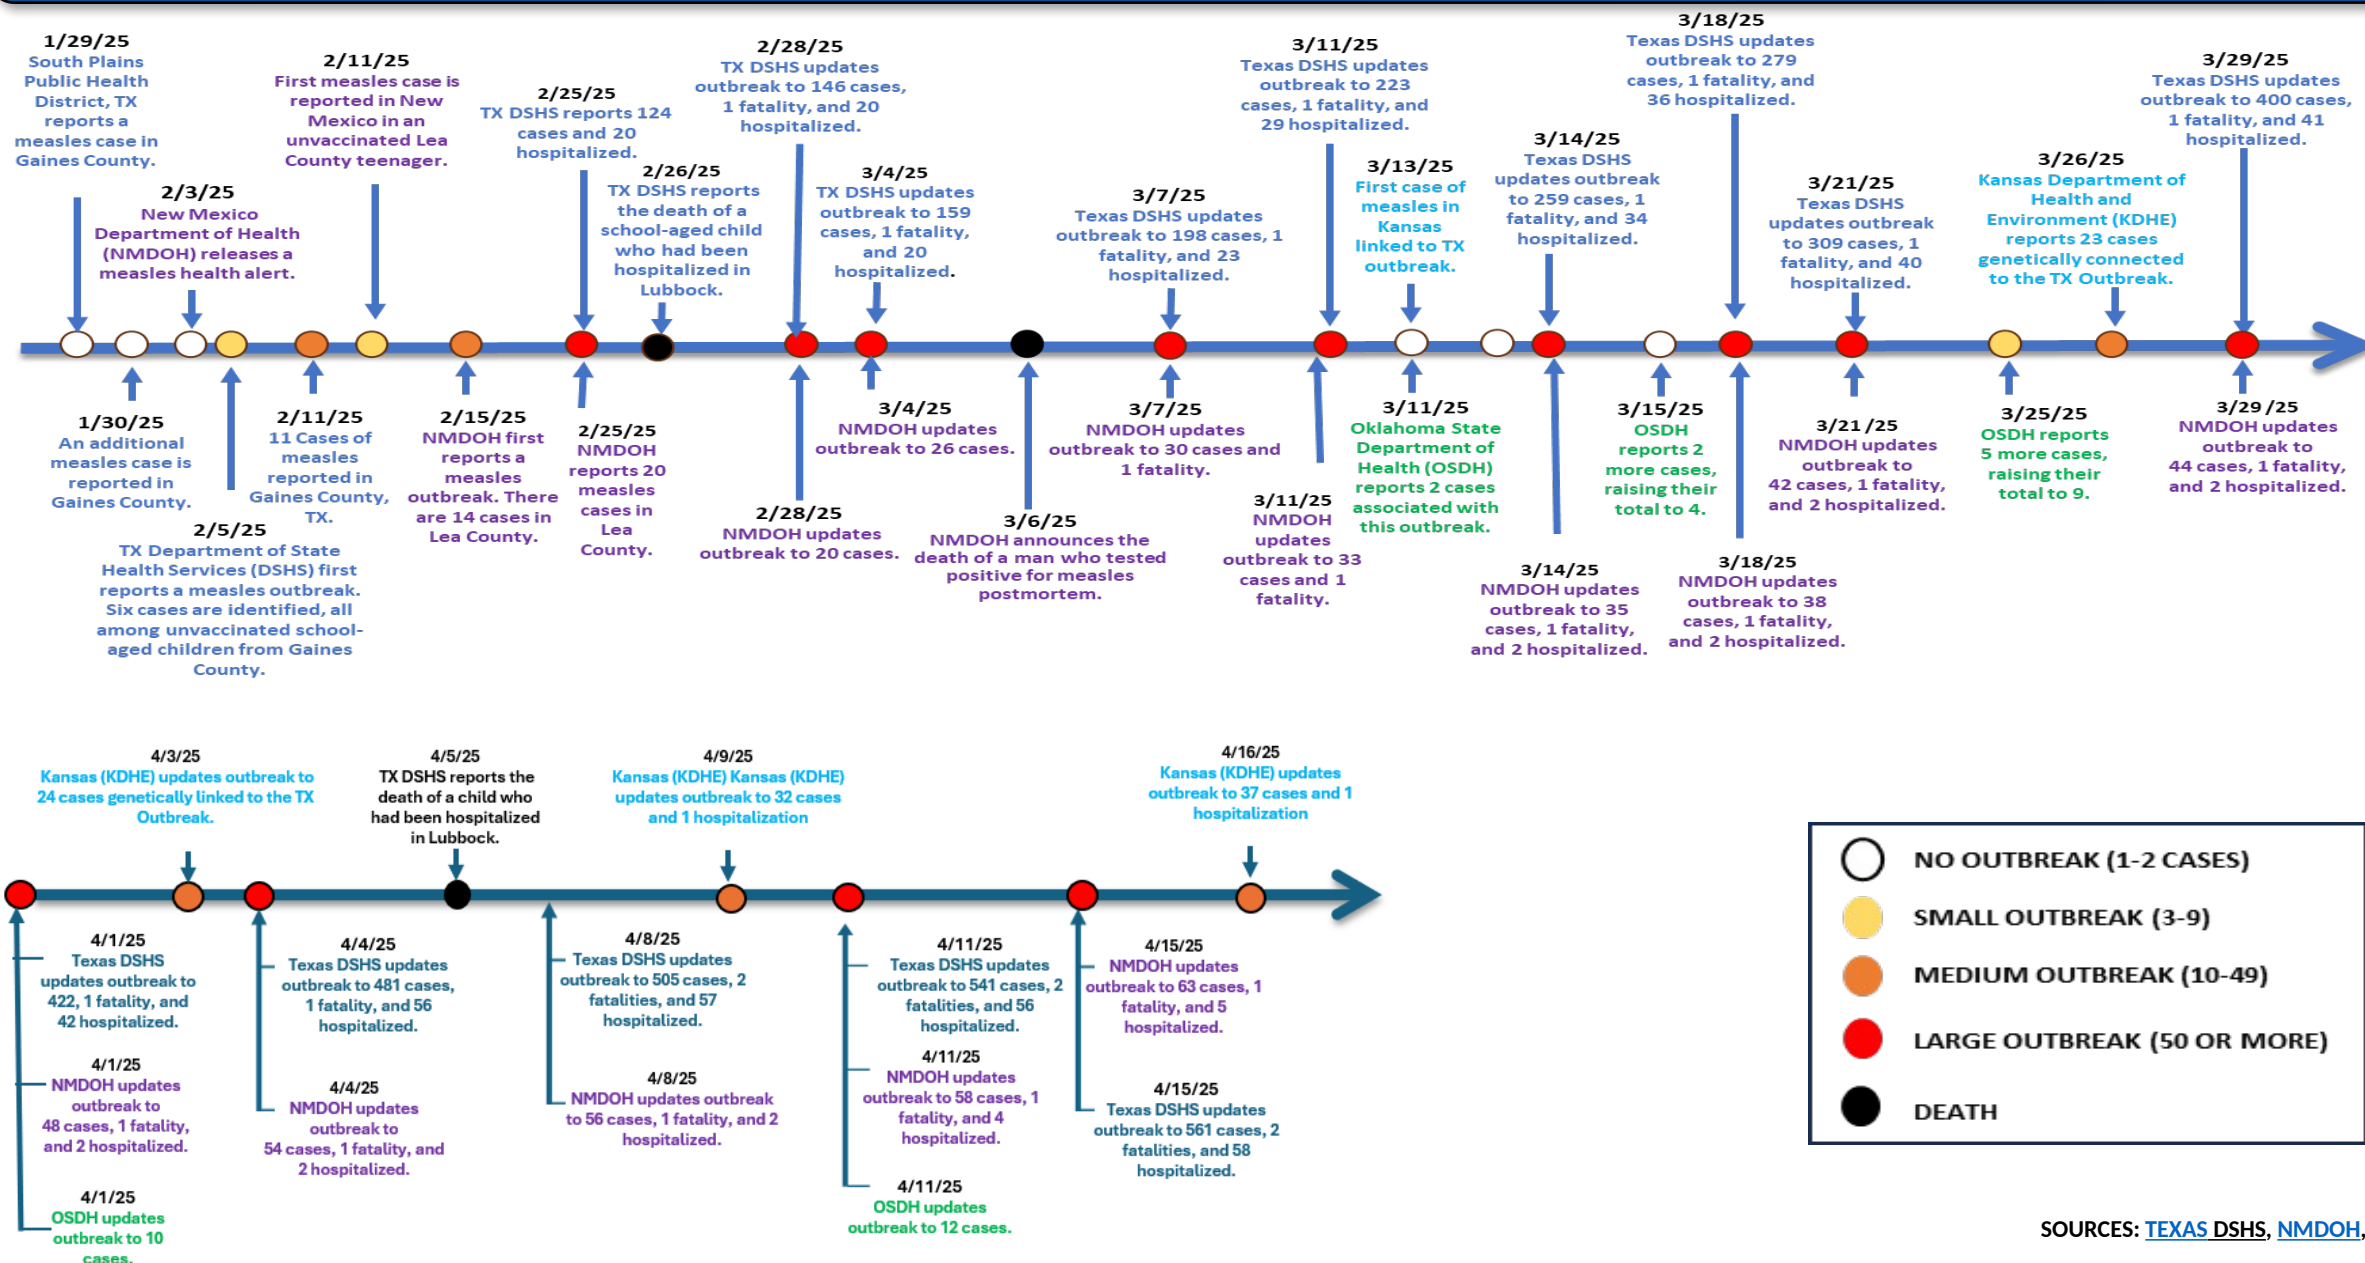 1/29/25
South Plains
Public Health
District, TX
reports a
measles case in
Gaines County.
2/3/25
New Mexico
Department of Health
(NMDOH) releases a
measles health alert.
2/11/25
First measles case is
reported in New
Mexico in an
unvaccinated Lea
County teenager.
2/25/25
TX DSHS reports 124
cases and 20
hospitalized.
2/26/25
TX DSHS reports
the death of a
school-aged child
who had been
hospitalized in
Lubbock.
2/28/25
TX DSHS updates
outbreak to 146 cases,
1 fatality, and 20
hospitalized.
3/4/25
TX DSHS updates
outbreak to 159
cases, 1 fatality,
and 20
hospitalized.
3/7/25
Texas DSHS updates
outbreak to 198 cases, 1
fatality, and 23
hospitalized.
3/11/25
Texas DSHS updates
outbreak to 223
cases, 1 fatality, and
29 hospitalized.
3/13/25
First case of
measles in
Kansas
linked to TX
outbreak.
3/14/25
Texas DSHS
updates outbreak
to 259 cases, 1
fatality, and 34
hospitalized.
3/18/25
Texas DSHS updates
outbreak to 279
cases, 1 fatality, and
36 hospitalized.
3/21/25
Texas DSHS
updates outbreak
to 309 cases, 1
fatality, and 40
hospitalized.
3/26/25
Kansas Department of
Health and
Environment (KDHE)
reports 23 cases
genetically connected
to the TX Outbreak.
3/29/25
Texas DSHS updates
outbreak to 400 cases,
1 fatality, and 41
hospitalized.
1/30/25
An additional
measles case is
reported in
Gaines County.
2/5/25
TX Department of State
Health Services (DSHS) first
reports a measles outbreak.
Six cases are identified, all
among unvaccinated school-
aged children from Gaines
County.
2/11/25
11 Cases of
measles
reported in
Gaines County,
TX.
2/15/25
NMDOH first
reports a
measles
outbreak. There
are 14 cases in
Lea County.
2/25/25
NMDOH
reports 20
measles
cases in
Lea
County.
2/28/25
NMDOH updates
outbreak to 20 cases.
3/4/25
NMDOH updates
outbreak to 26 cases.
3/6/25
NMDOH announces the
death of a man who tested
positive for measles
postmortem.
3/7/25
NMDOH updates
outbreak to 30 cases and
1 fatality.
3/11/25
NMDOH
updates
outbreak to 33
cases and 1
fatality.
3/11/25
Oklahoma State
Department of
Health (OSDH)
reports 2 cases
associated with
this outbreak.
3/14/25
NMDOH updates
outbreak to 35
cases, 1 fatality,
and 2 hospitalized.
3/15/25
OSDH
reports 2
more cases,
raising their
total to 4.
3/18/25
NMDOH updates
outbreak to 38
cases, 1 fatality,
and 2 hospitalized.
3/21 /25
NMDOH updates
outbreak to
42 cases, 1 fatality,
and 2 hospitalized.
3/25/25
OSDH reports
5 more cases,
raising their
total to 9.
3/29 /25
NMDOH updates
outbreak to
44 cases, 1 fatality,
and 2 hospitalized.
4/3/25
Kansas (KDHE) updates outbreak to
24 cases genetically linked to the TX
Outbreak.
4/5/25
TX DSHS reports the
death of a child who
had been hospitalized
in Lubbock.
4/9/25
Kansas (KDHE) Kansas (KDHE)
updates outbreak to 32 cases
and 1 hospitalization
4/16/25
Kansas (KDHE) updates
outbreak to 37 cases and 1
hospitalization
4/1/25
Texas DSHS
updates outbreak to
422, 1 fatality, and
42 hospitalized.
4/1/25
NMDOH updates
outbreak to
48 cases, 1 fatality,
and 2 hospitalized.
4/1/25
OSDH updates
outbreak to 10
cases.
4/4/25
Texas DSHS updates
outbreak to 481 cases,
1 fatality, and 56
hospitalized.
4/4/25
NMDOH updates
outbreak to
54 cases, 1 fatality, and
2 hospitalized.
4/8/25
Texas DSHS updates
outbreak to 505 cases, 2
fatalities, and 57
hospitalized.
4/8/25
NMDOH updates outbreak
to 56 cases, 1 fatality, and 2
hospitalized.
4/11/25
Texas DSHS updates
outbreak to 541 cases, 2
fatalities, and 56
hospitalized.
4/11/25
NMDOH updates
outbreak to 58 cases, 1
fatality, and 4
hospitalized.
4/11/25
OSDH updates
outbreak to 12 cases.
4/15/25
NMDOH updates
outbreak to 63 cases, 1
fatality, and 5
hospitalized.
4/15/25
Texas DSHS updates
outbreak to 561 cases, 2
fatalities, and 58
hospitalized.
NO OUTBREAK (1-2 CASES)
SMALL OUTBREAK (3-9)
MEDIUM OUTBREAK (10-49)
LARGE OUTBREAK (50 OR MORE)
DEATH
SOURCES: TEXAS DSHS, NMDOH,